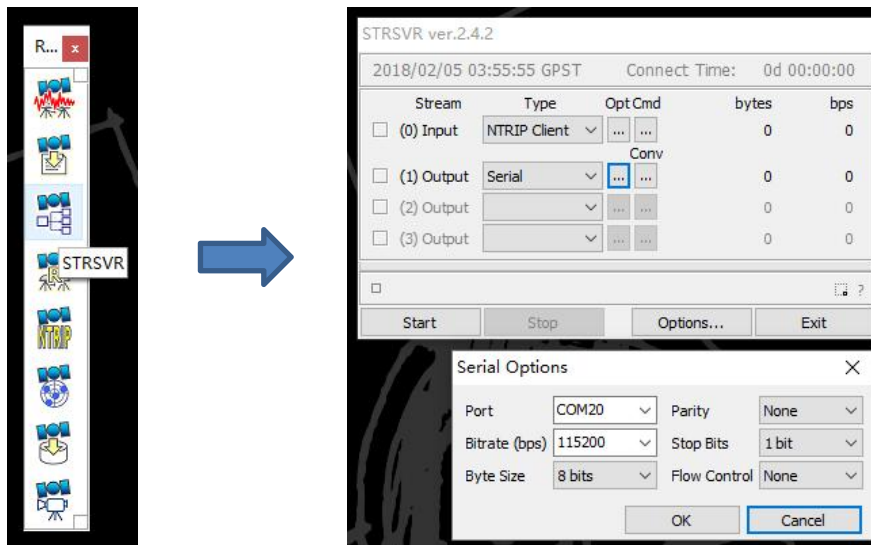 R... x
STRSVR
NTRIP
STRSVR ver.2.4.2
2018/02/05 03:55:55 GPST Connect Time: 0d 00:00:00
Stream Type Opt Cmd bytes bps
(0) Input NTRIP Client ... ... 0 0
Conv
(1) Output Serial ... ... 0 0
(2) Output ... ... 0 0
(3) Output ... ... 0 0
?
Start Stop Options... Exit
Serial Options
Port COM20 Parity None
Bitrate (bps) 115200 Stop Bits 1 bit
Byte Size 8 bits Flow Control None
OK Cancel